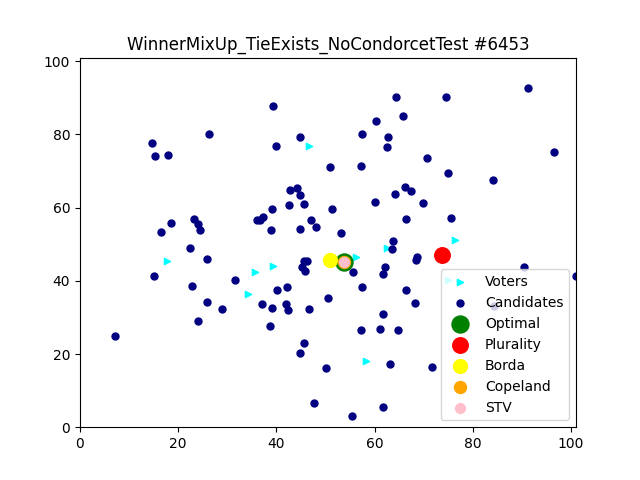 WinnerMixUp_TieExists_NoCondorcetTest #6453
100
80
60
40
20
0
0
20
40
60
80
100
Voters
Candidates
Optimal
Plurality
Borda
Copeland
STV